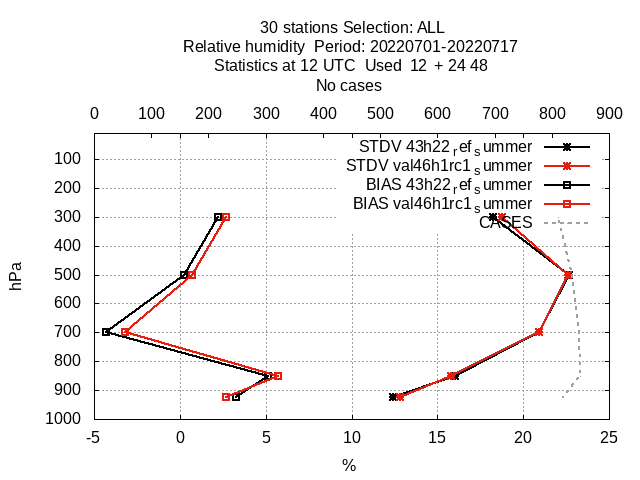 30 stations Selection: ALL
Relative humidity  Period: 20220701-20220717
Statistics at 12 UTC  Used  12  + 24 48
No cases
0 100 200 300 400 500 600 700 800 900
STDV 43h22_ref_summer
STDV val46h1rc1_summer
BIAS 43h22_ref_summer
BIAS val46h1rc1_summer
CASES
100
200
300
400
500
600
700
800
900
1000
hPa
-5 0 5 10 15 20 25
%